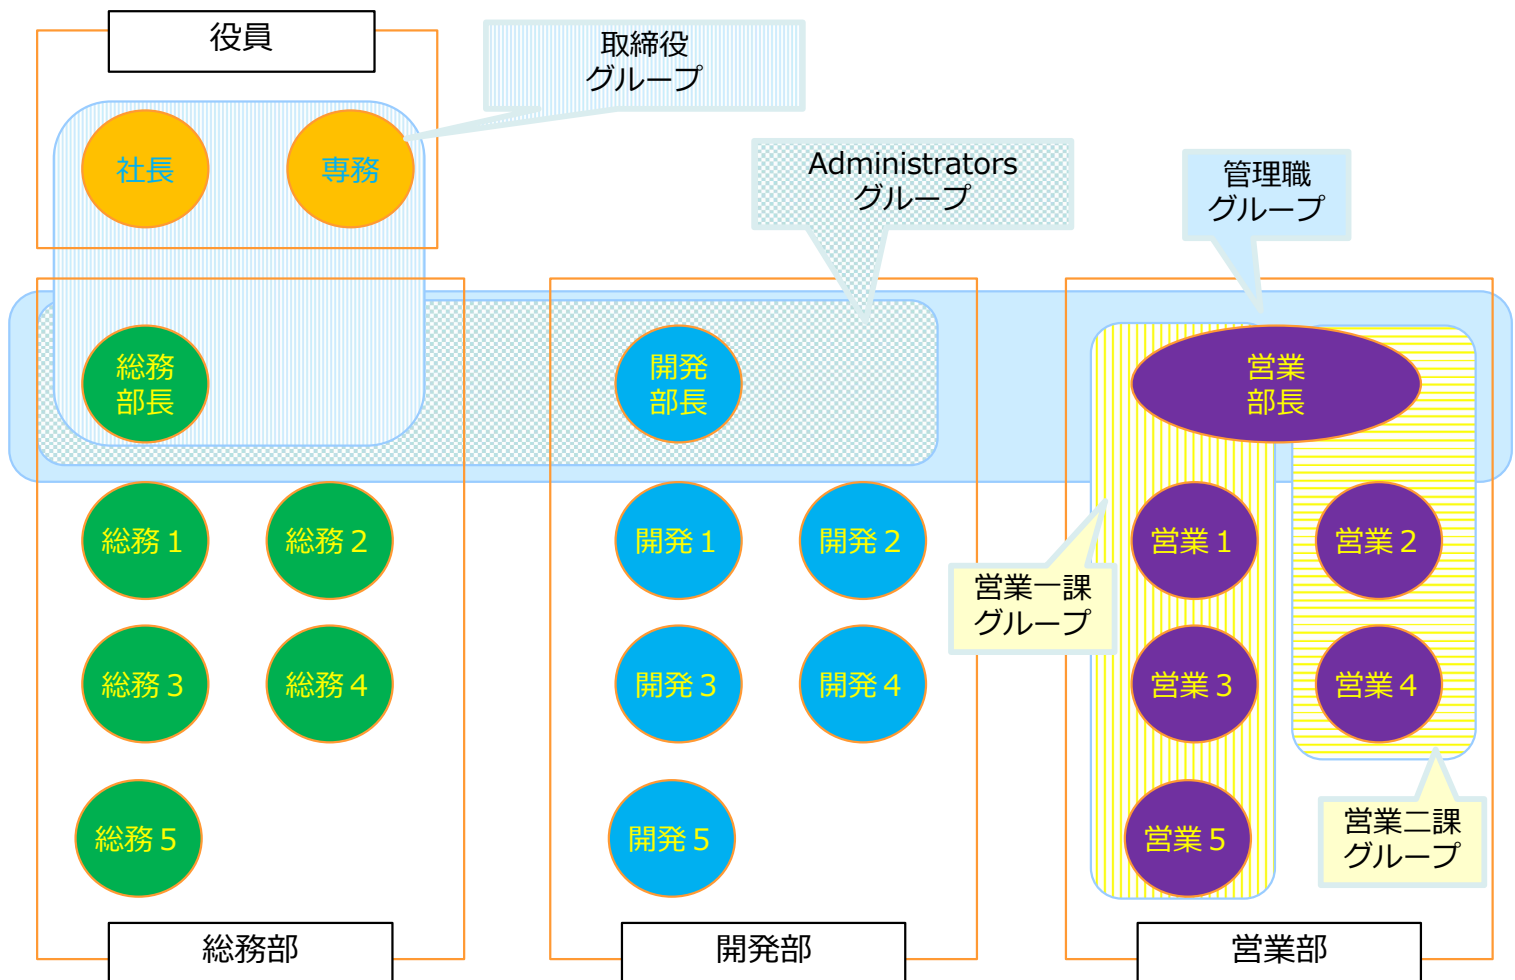 役員
取締役
グループ
社長
専務
Administrators
グループ
管理職
グループ
総務
部長
開発
部長
営業
部長
総務１
総務２
開発１
開発２
営業１
営業２
営業一課
グループ
総務３
総務４
開発３
開発４
営業３
営業４
総務５
開発５
営業５
営業二課
グループ
総務部
開発部
営業部